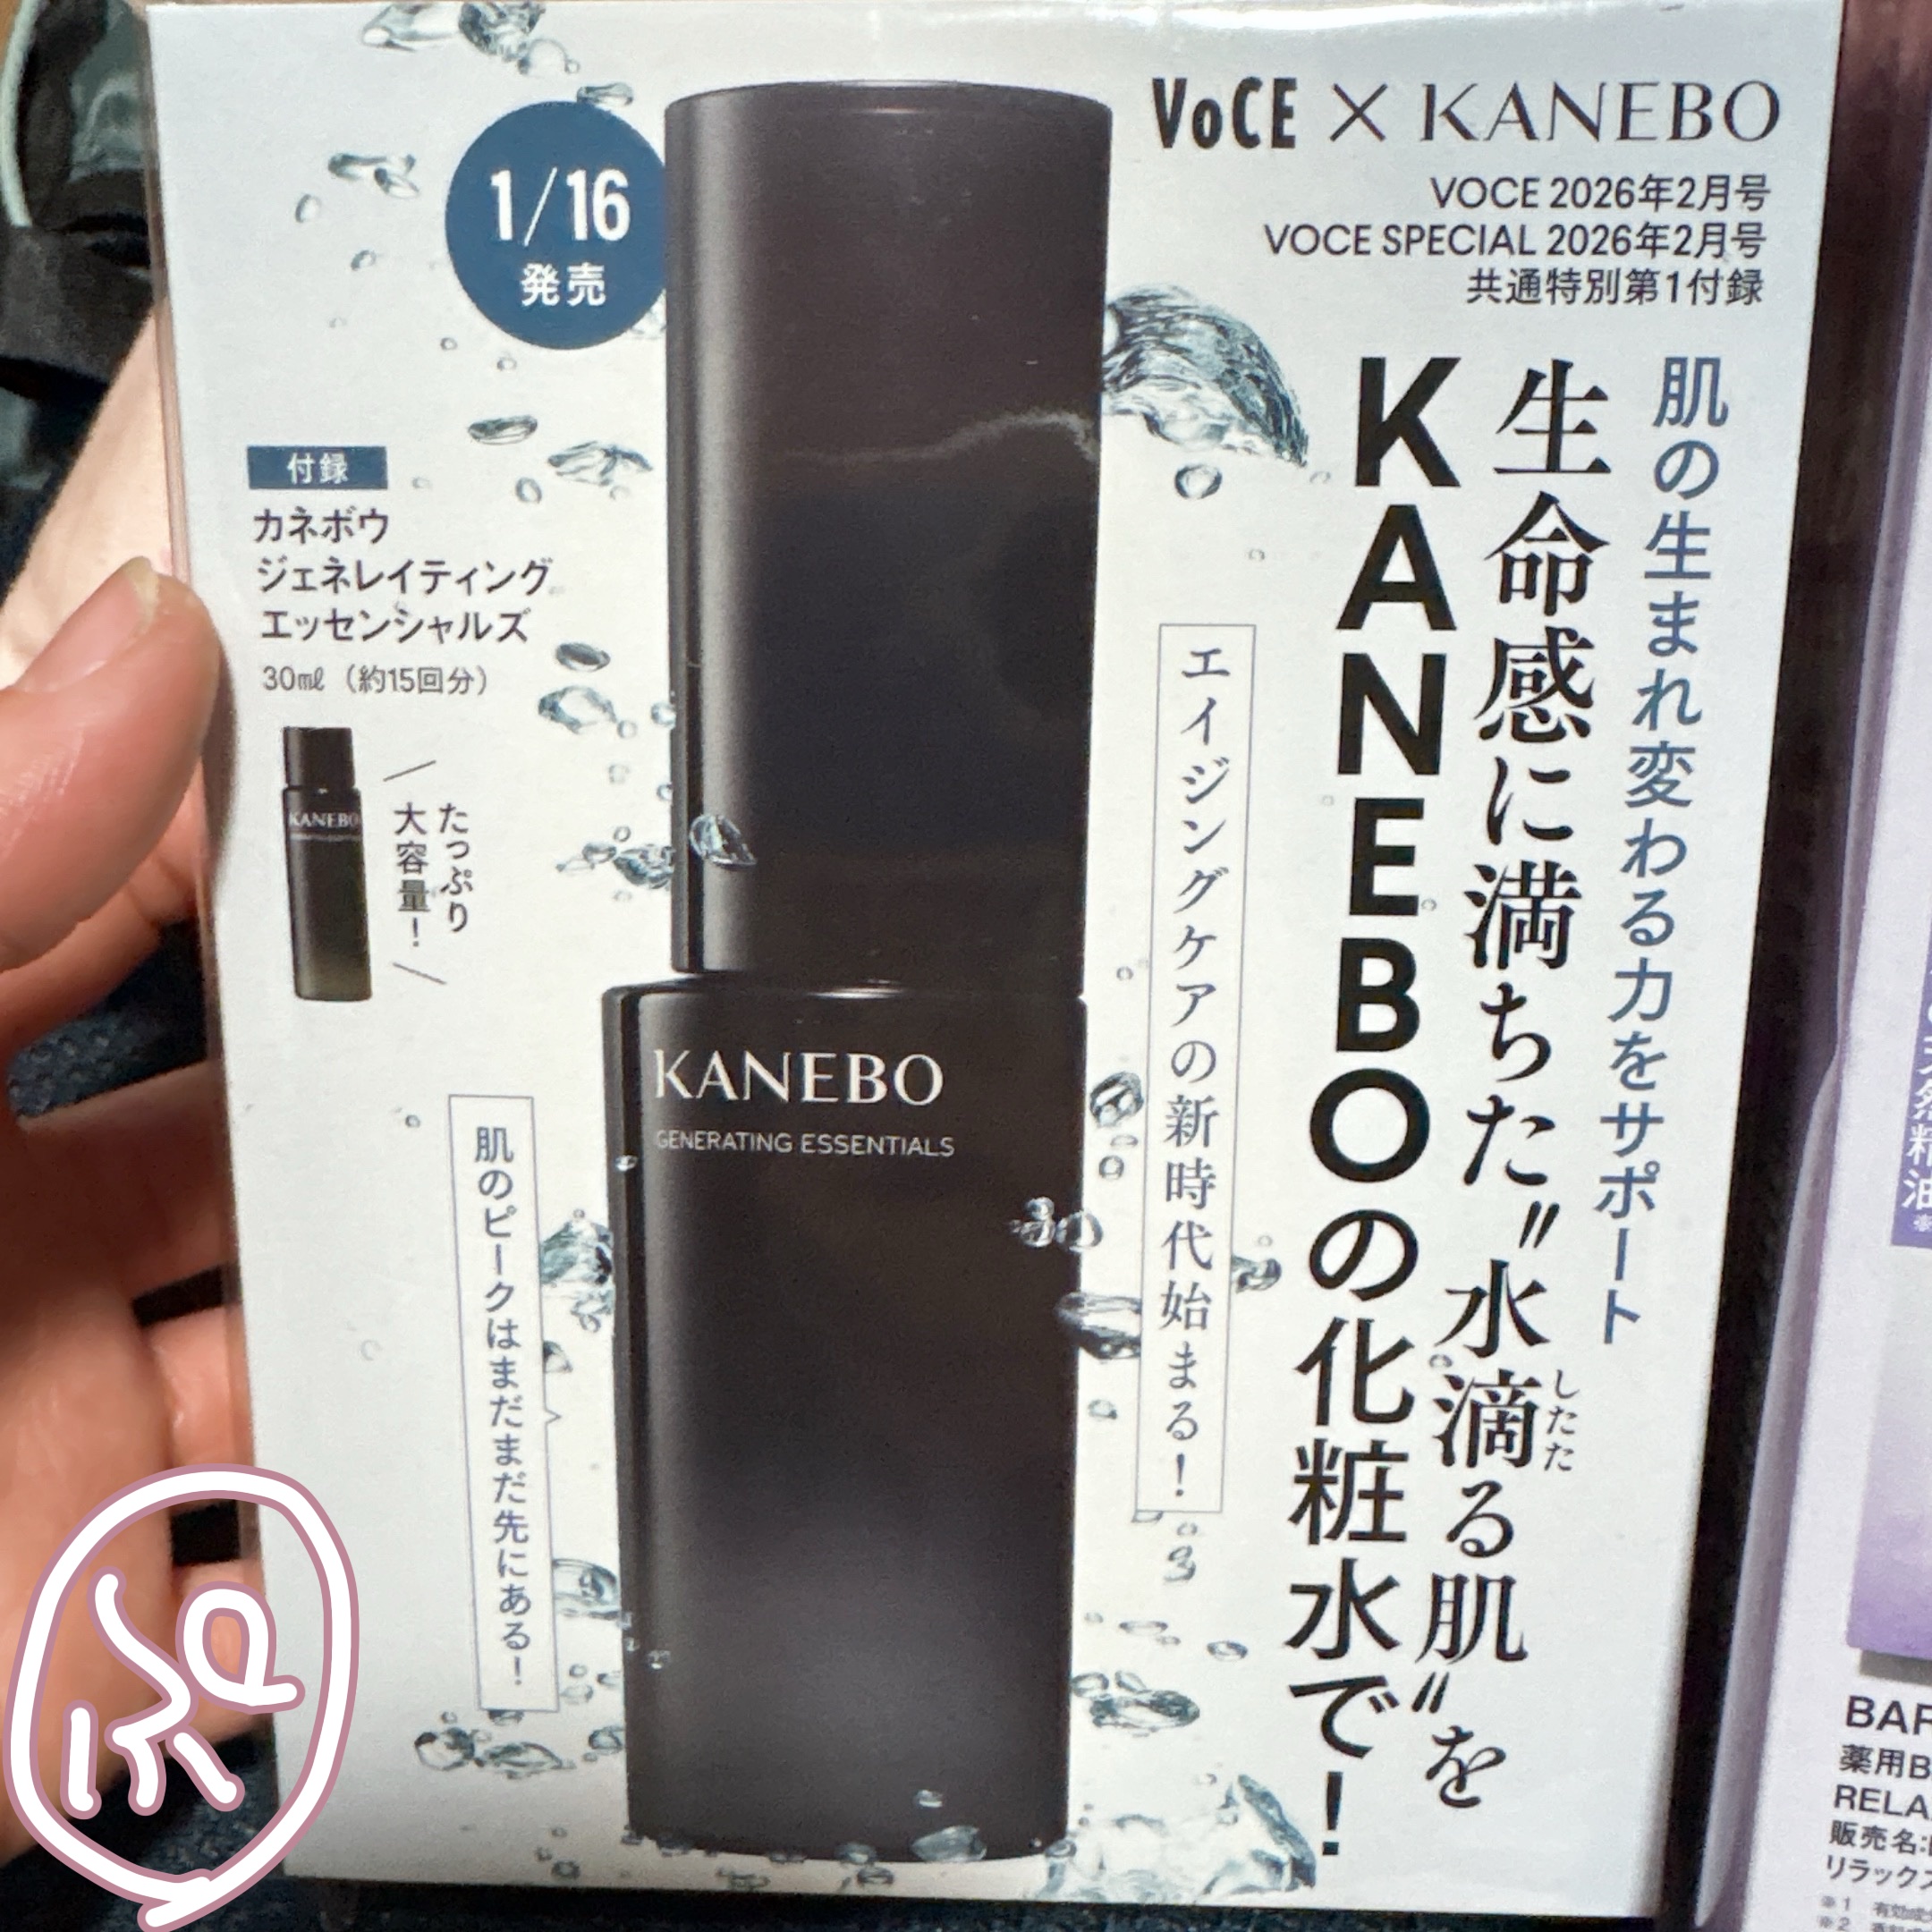 VOCE × KANEBO
VOCE 2026年2月号
VOCE SPECIAL 2026年2月号
共通特別第1付録
1/16
発売
肌の生まれ変わる力をサポート
生命感に満ちた〝水滴る肌〟を
したた
KANEBOの化粧水で!
エイジングケアの新時代始まる!
付録
カネボウ
ジェネレイティング
エッセンシャルズ
30ml(約15回分)
KANEBO
たっぷり
大容量!
KANEBO
GENERATING ESSENTIALS
肌のピークはまだまだ先にある!
精油
BAR
薬用B
RELA
販売名:
リラックス
※1 有効成
※2